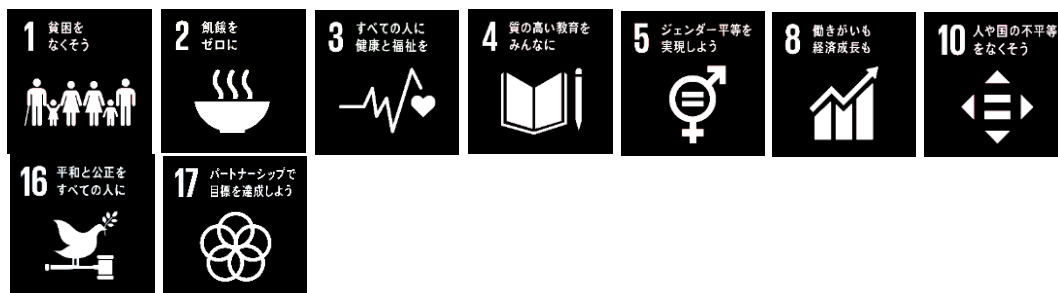 1 貧困を
なくそう
2 飢餓を
ゼロに
3 すべての人に
健康と福祉を
4 質の高い教育を
みんなに
5 ジェンダー平等を
実現しよう
8 働きがいも
経済成長も
10 人や国の不平等
をなくそう
16 平和と公正を
すべての人に
17 パートナーシップで
目標を達成しよう